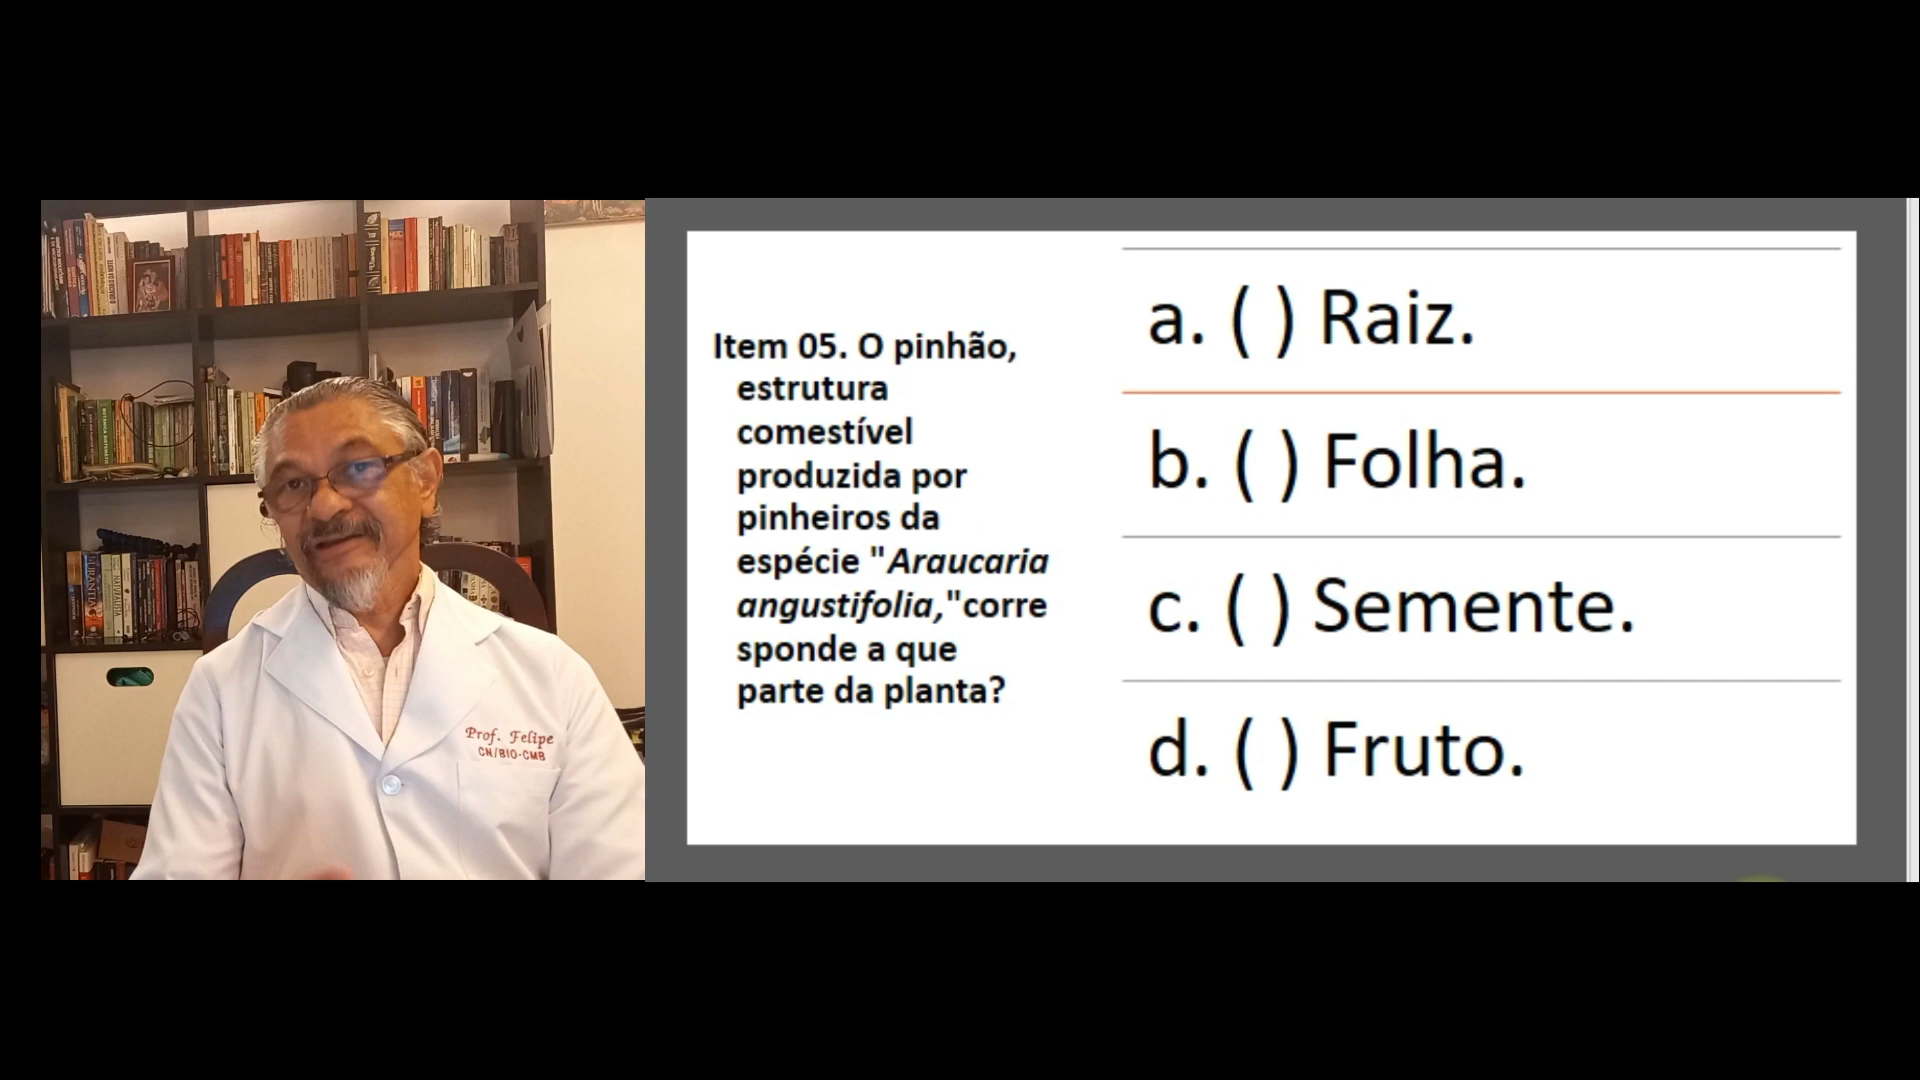 Prof. Felipe
CN/BIO-CMB
URANTIA
Item 05. O pinhão,
estrutura
comestível
produzida por
pinheiros da
espécie "Araucaria
angustifolia,"corre
sponde a que
parte da planta?
a. ( ) Raiz.
b. ( ) Folha.
c. ( ) Semente.
d. ( ) Fruto.